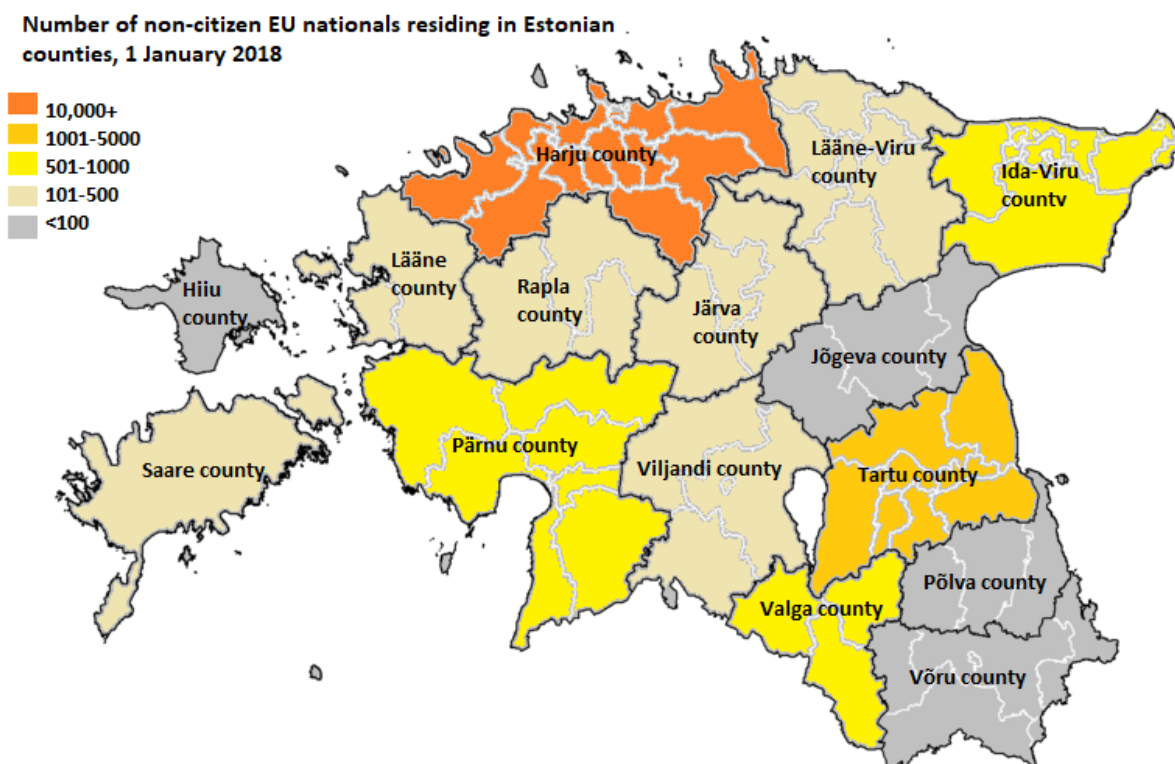 Number of non-citizen EU nationals residing in Estonian
counties, 1 January 2018
10,000+
1001-5000
501-1000
101-500
<100
Harju county
Lääne-Viru
county
Ida-Viru
countv
Lääne
county
Rapla
county
Järva
county
Hiiu
county
Jõgeva county
Pärnu county
Viljandi county
Saare county
Tartu county
Põlva county
Valga county
Võru county